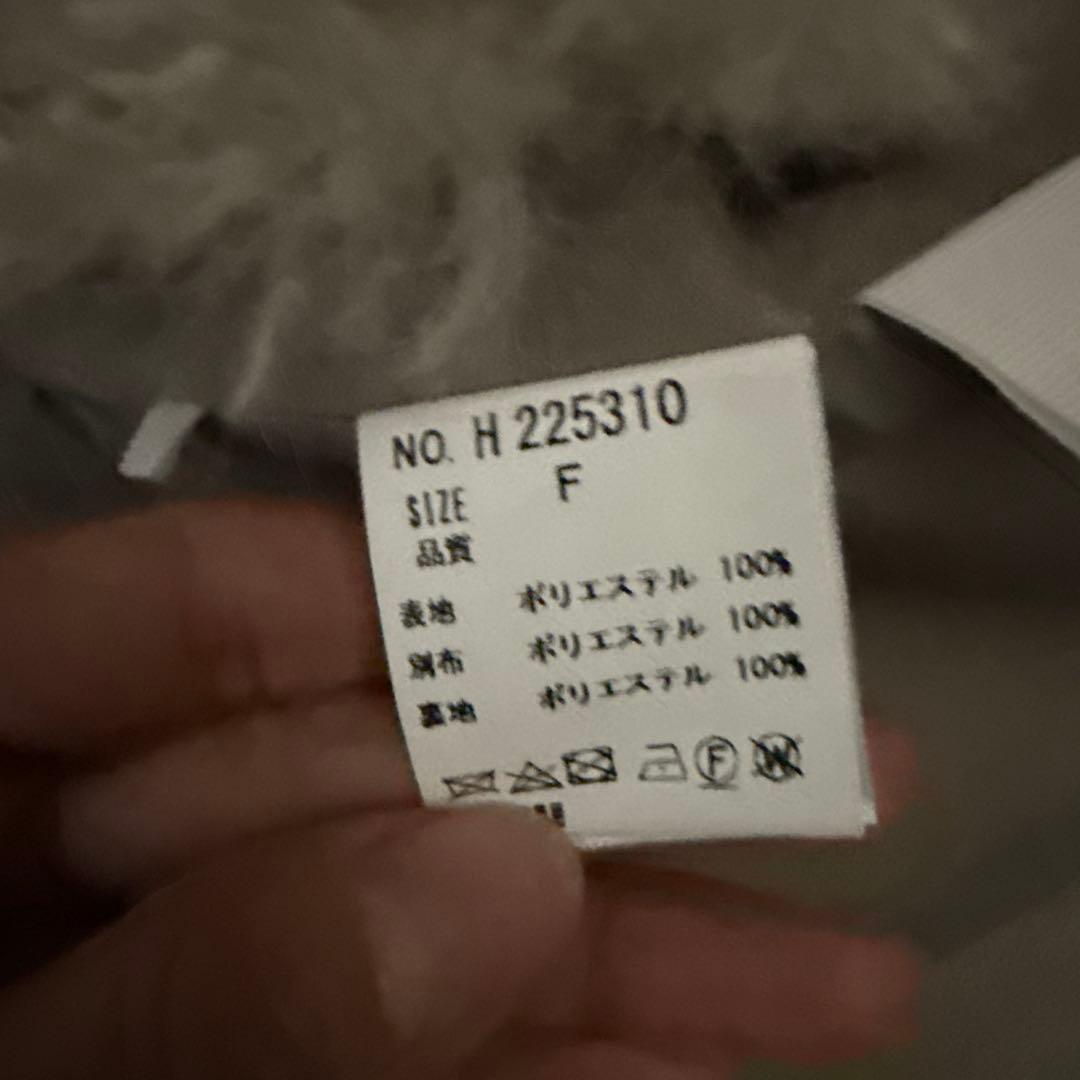 NO. H 225310
SIZE F
品質
表地 ポリエステル 100%
別布 ポリエステル 100%
裏地 ポリエステル 100%
F W